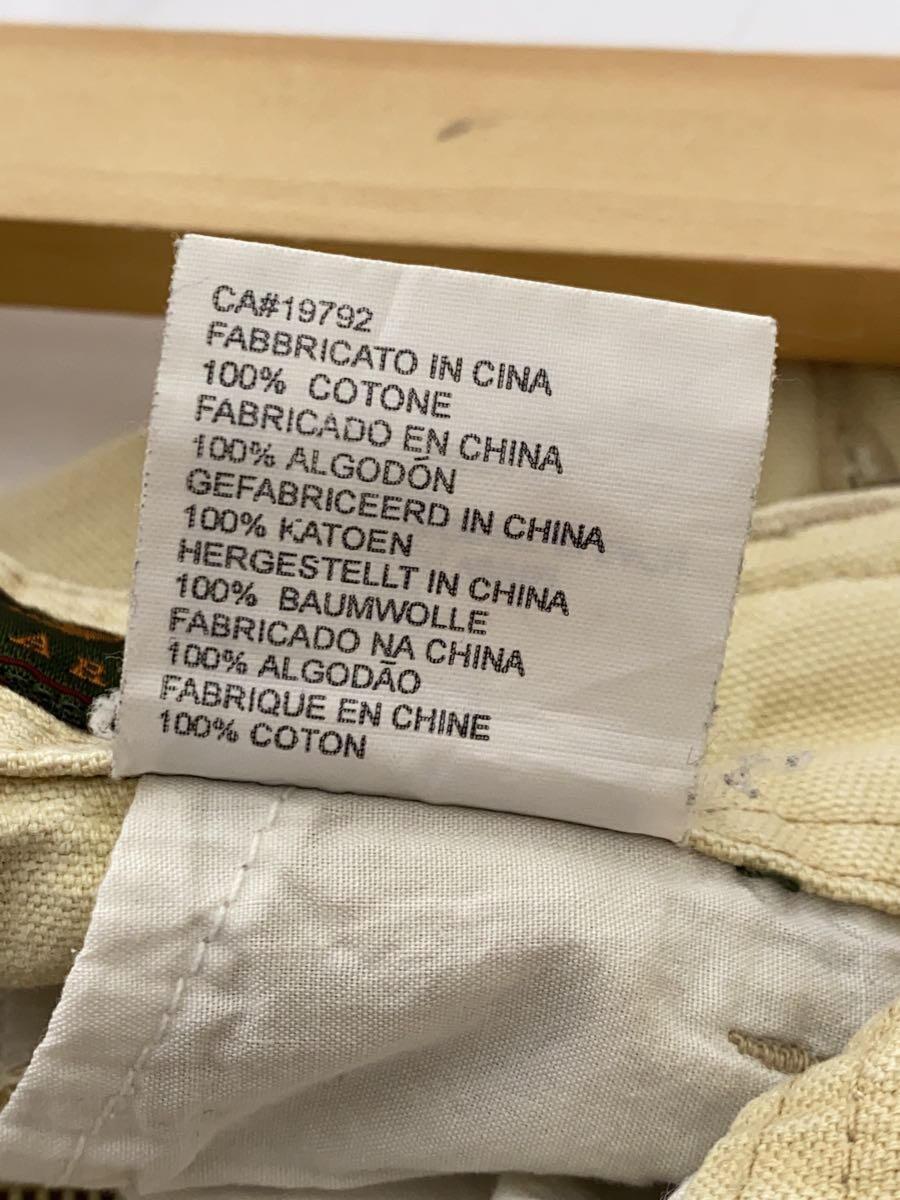 CA#19792
FABBRICATO IN CINA
100% COTONE
FABRICADO EN CHINA
100% ALGODÓN
GEFABRICEERD IN CHINA
100% KATOEN
HERGESTELLT IN CHINA
100% BAUMWOLLE
FABRICADO NA CHINA
100% ALGODÃO
FABRIQUE EN CHINE
100% COTON